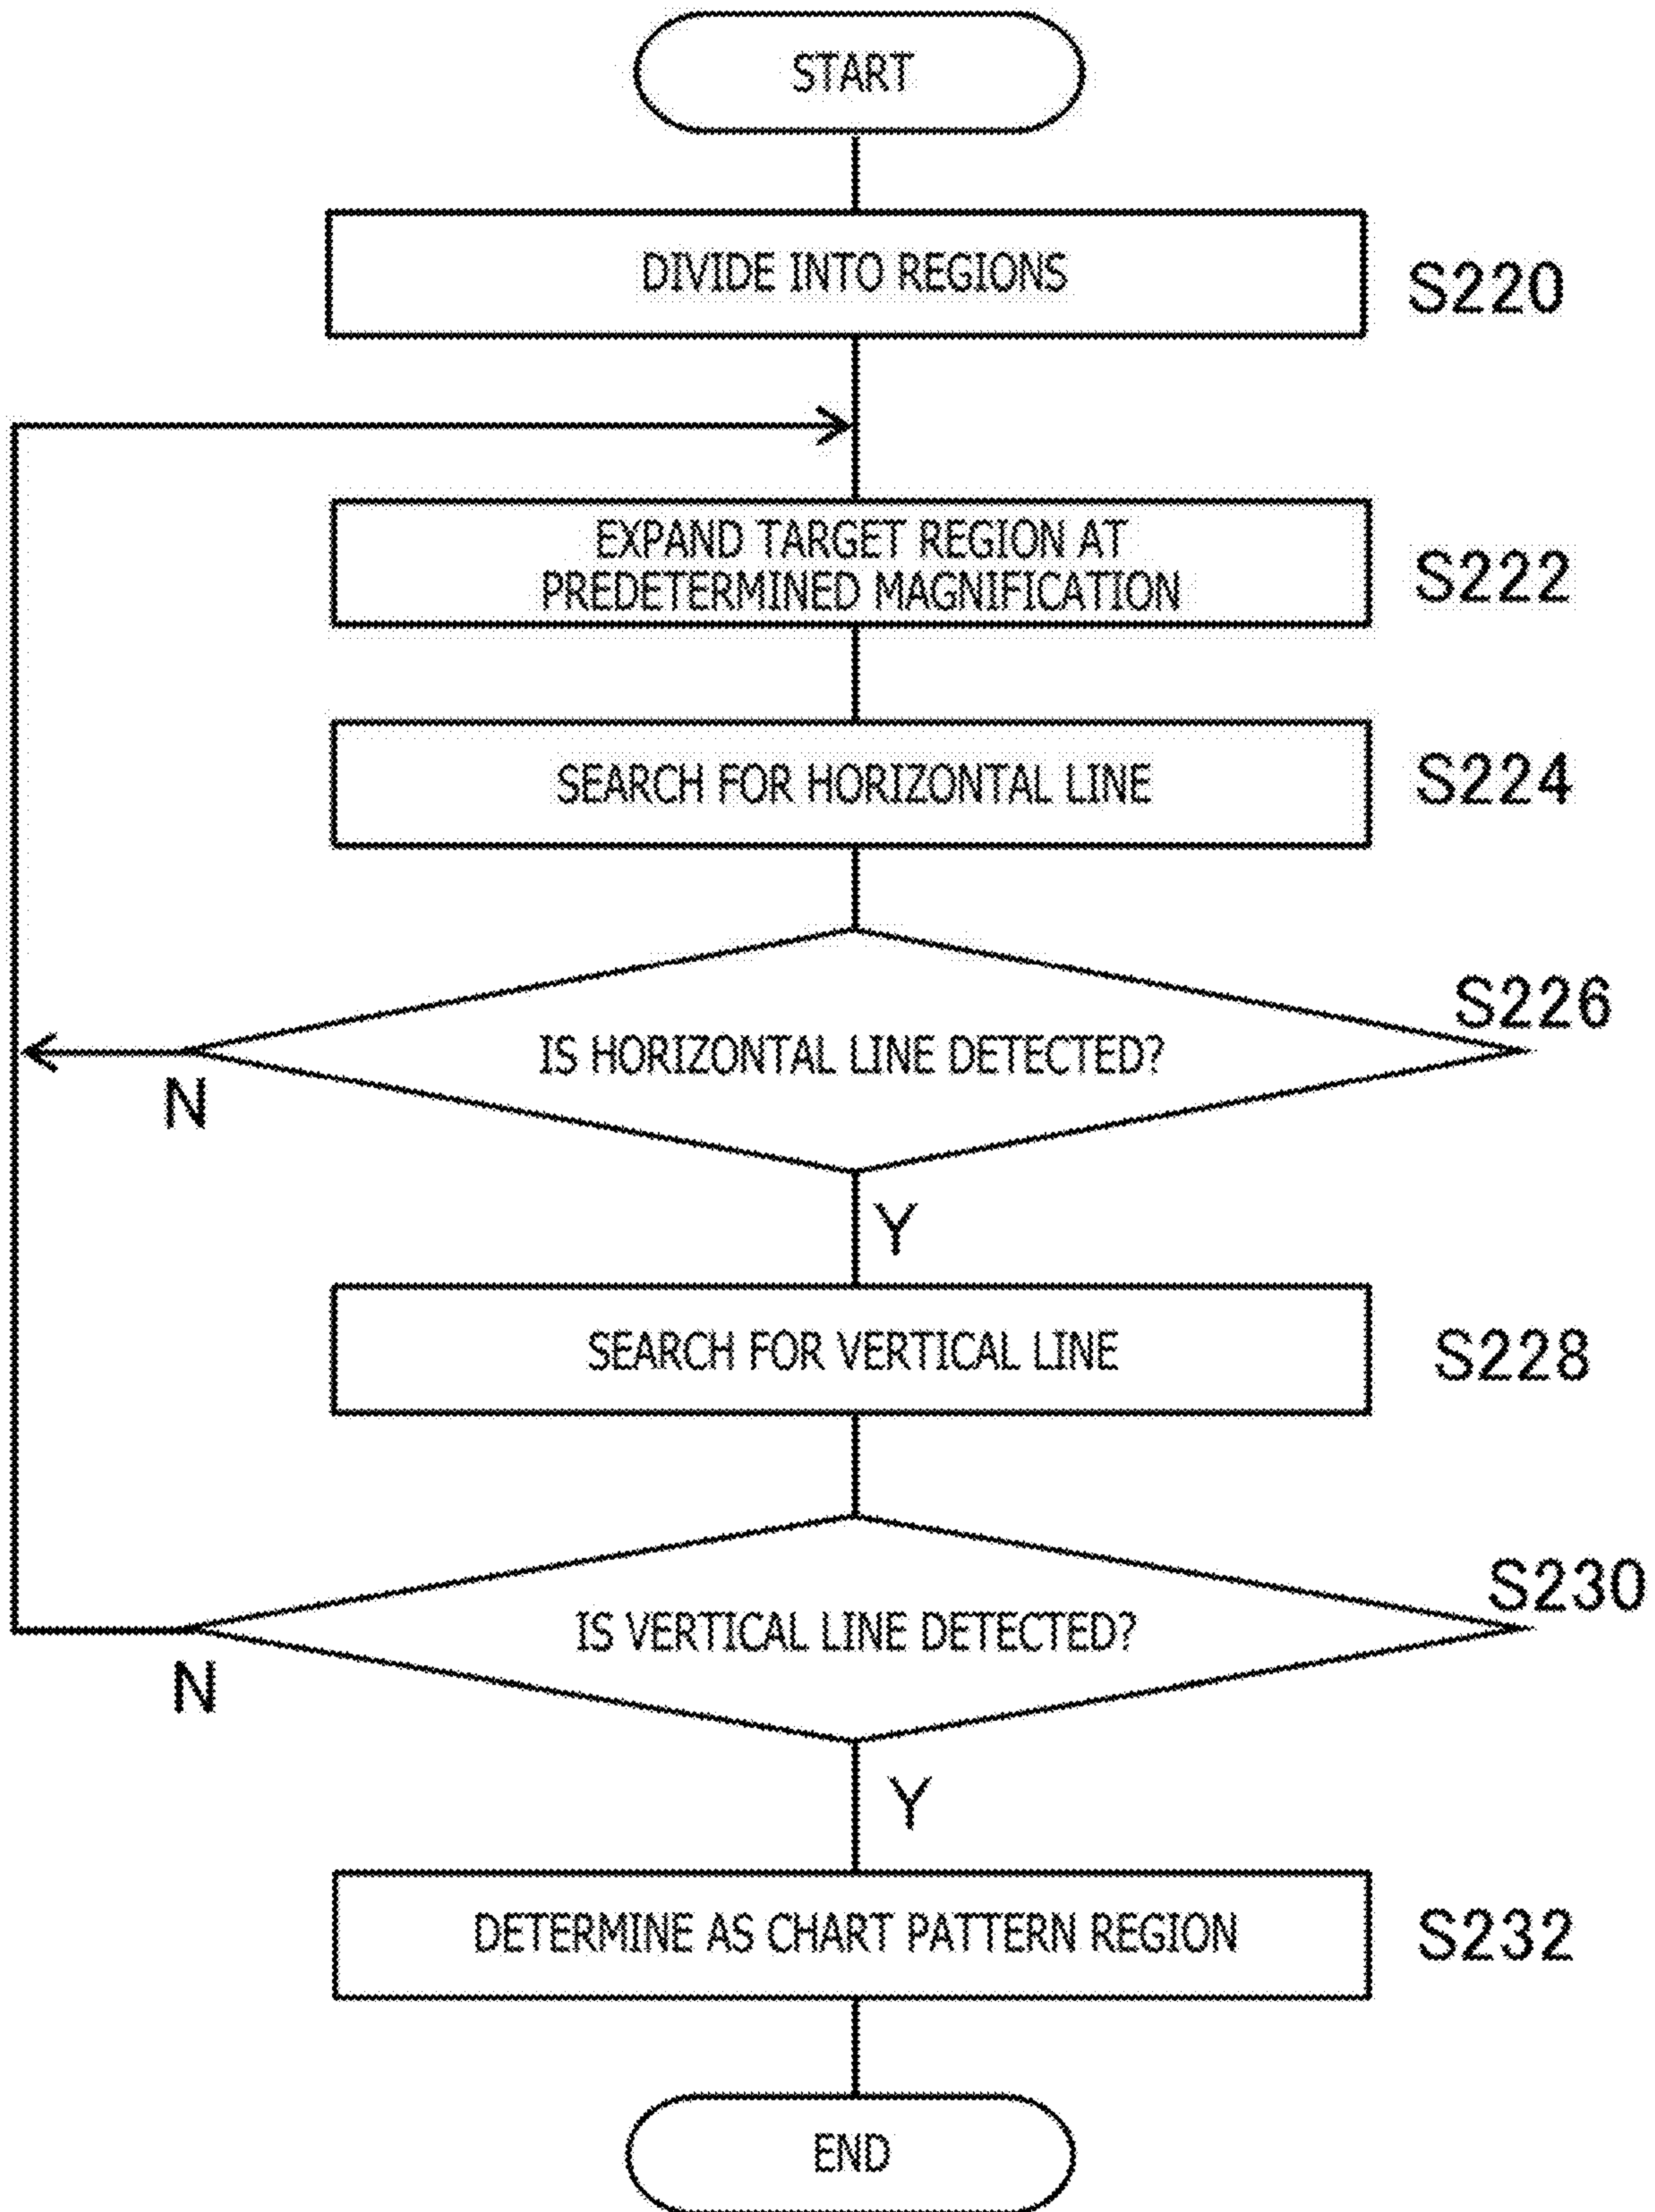 START
DIVIDE INTO REGIONS
S220
EXPAND TARGET REGION AT
PREDETERMINED MAGNIFICATION
S222
SEARCH FOR HORIZONTAL LINE
S224
S226
IS HORIZONTAL LINE DETECTED?
N
Y
SEARCH FOR VERTICAL LINE
S228
S230
IS VERTICAL LINE DETECTED?
N
Y
DETERMINE AS CHART PATTERN REGION
S232
END